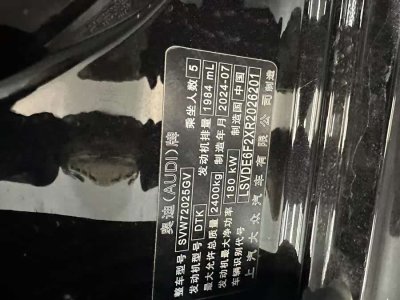 奥迪(AUDI)牌
整车型号 SVW72025GV 乘坐人数 5
发动机型号 DTK 发动机排量 1984 mL
最大允许总质量 2400kg 制造年月 2024-07
发动机最大净功率 180 kW 制造国 中国
车辆识别代号 LSVDE6F2XR2026201
上汽大众汽车有限公司制造